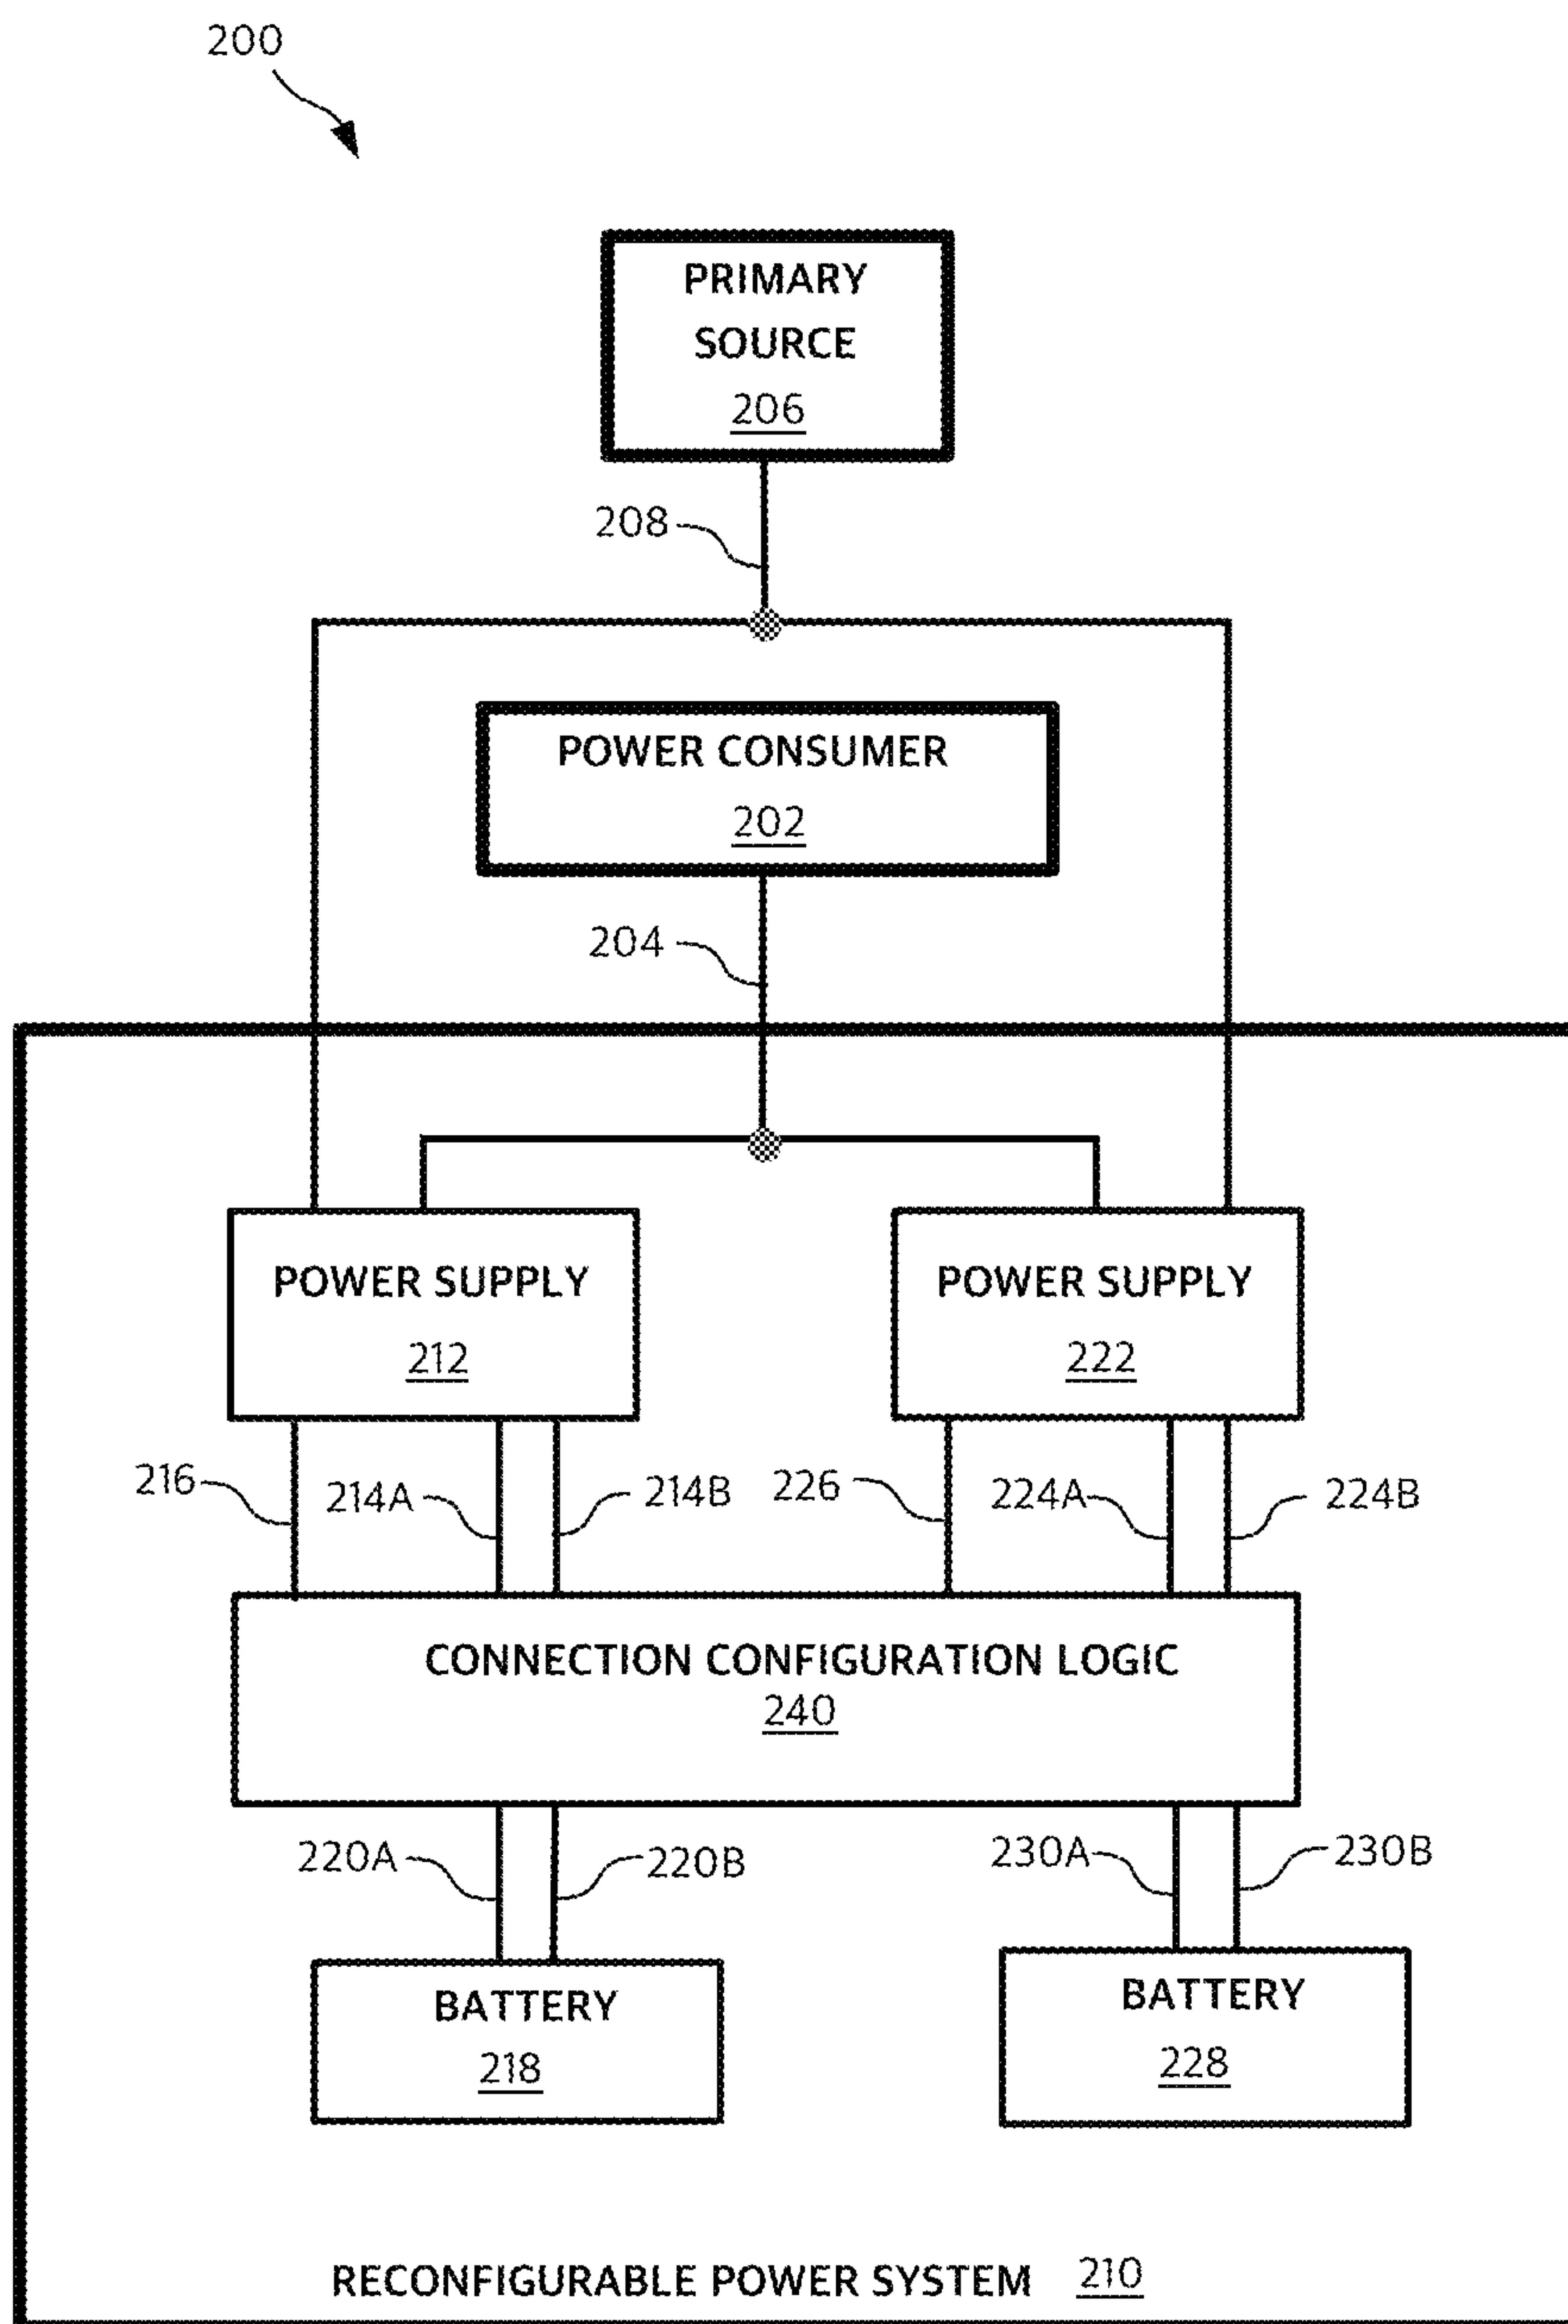 200
PRIMARY
SOURCE
206
208
POWER CONSUMER
202
204
POWER SUPPLY
212
POWER SUPPLY
222
216
214A
214B
226
224A
224B
CONNECTION CONFIGURATION LOGIC
240
220A
220B
230A
230B
BATTERY
218
BATTERY
228
RECONFIGURABLE POWER SYSTEM 210